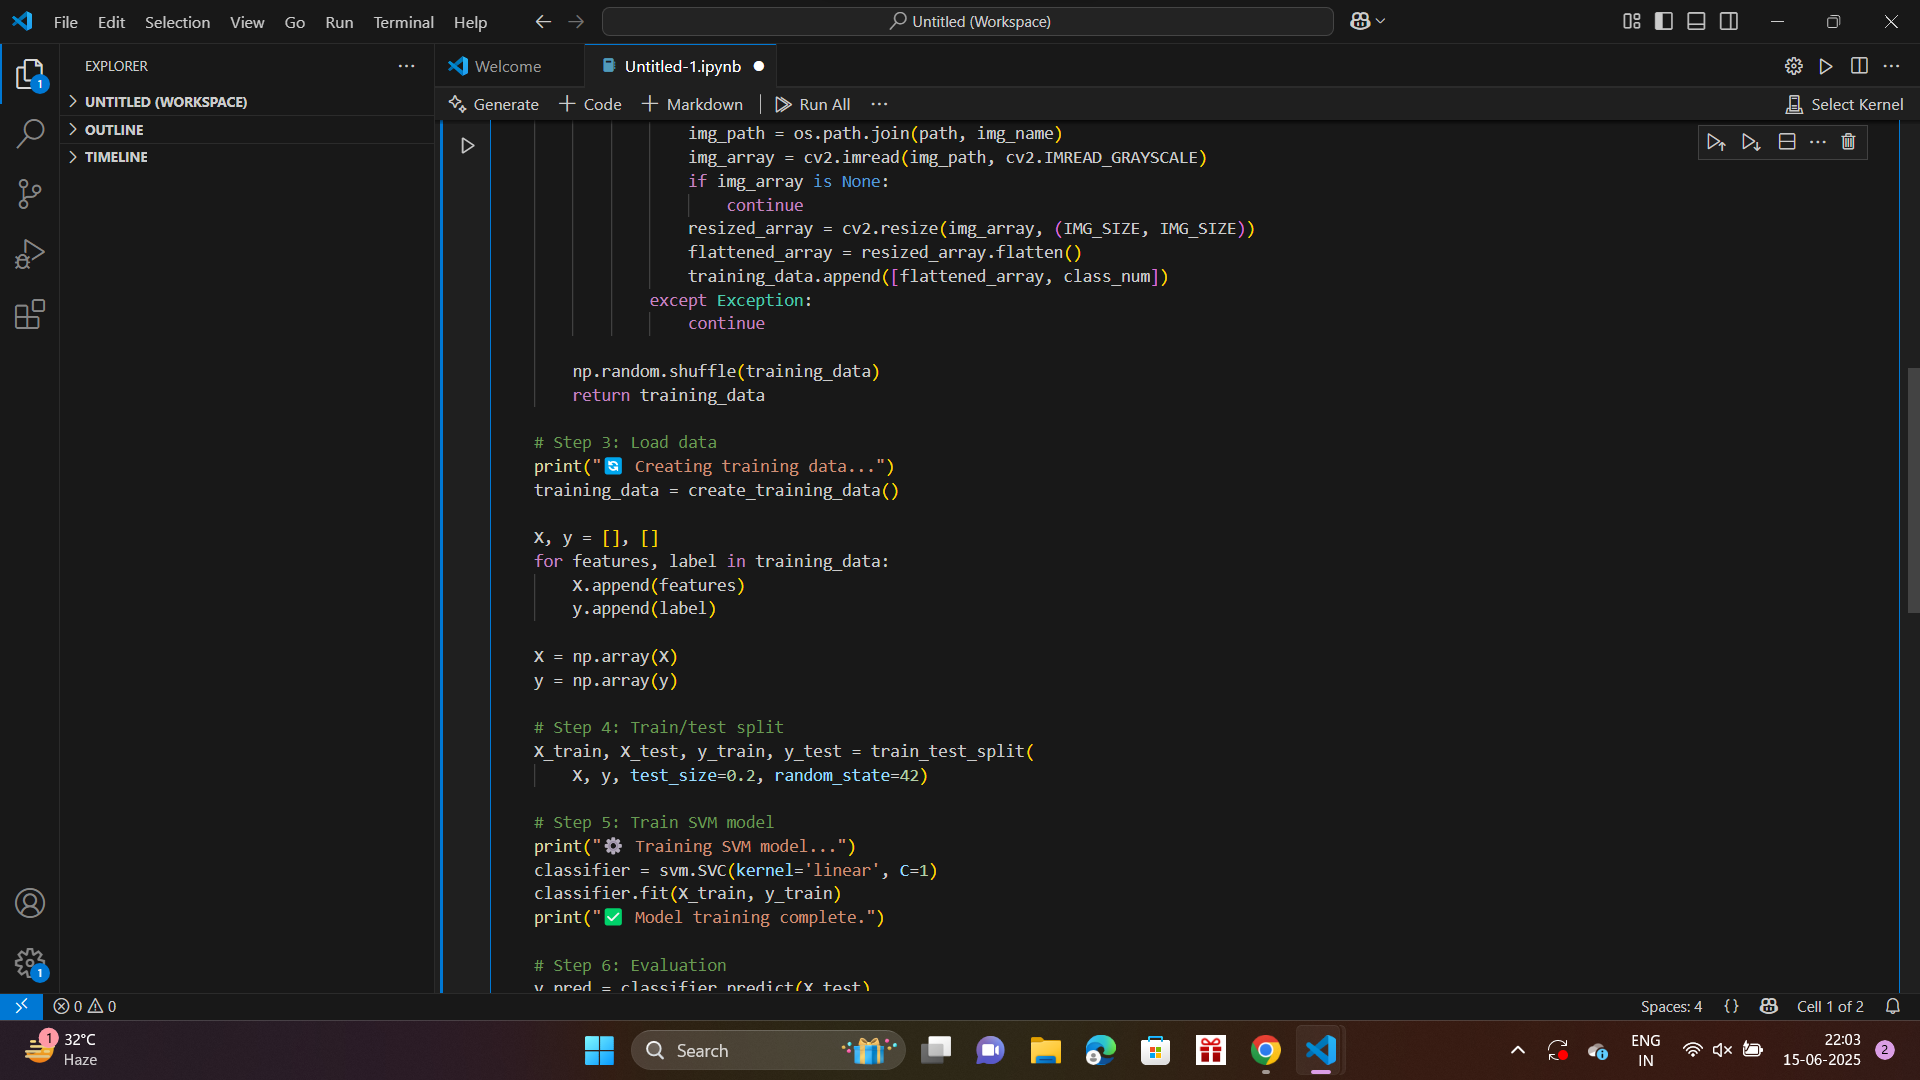 File Edit Selection View Go Run Terminal Help
Untitled (Workspace)
EXPLORER
1
UNTITLED (WORKSPACE)
OUTLINE
TIMELINE
Welcome
Untitled-1.ipynb
Generate
Code
Markdown
Run All
Select Kernel
img_path = os.path.join(path, img_name)
img_array = cv2.imread(img_path, cv2.IMREAD_GRAYSCALE)
if img_array is None:
continue
resized_array = cv2.resize(img_array, (IMG_SIZE, IMG_SIZE))
flattened_array = resized_array.flatten()
training_data.append([flattened_array, class_num])
except Exception:
continue
np.random.shuffle(training_data)
return training_data
# Step 3: Load data
print("🔄 Creating training data...")
training_data = create_training_data()
X, y = [], []
for features, label in training_data:
X.append(features)
y.append(label)
X = np.array(X)
y = np.array(y)
# Step 4: Train/test split
X_train, X_test, y_train, y_test = train_test_split(
X, y, test_size=0.2, random_state=42)
# Step 5: Train SVM model
print("⚙️ Training SVM model...")
classifier = svm.SVC(kernel='linear', C=1)
classifier.fit(X_train, y_train)
print("✅ Model training complete.")
# Step 6: Evaluation
y_pred = classifier.predict(X_test)
1
0 0
Spaces: 4
{}
Cell 1 of 2
1
32°C
Haze
Search
ENG
IN
22:03
15-06-2025
2